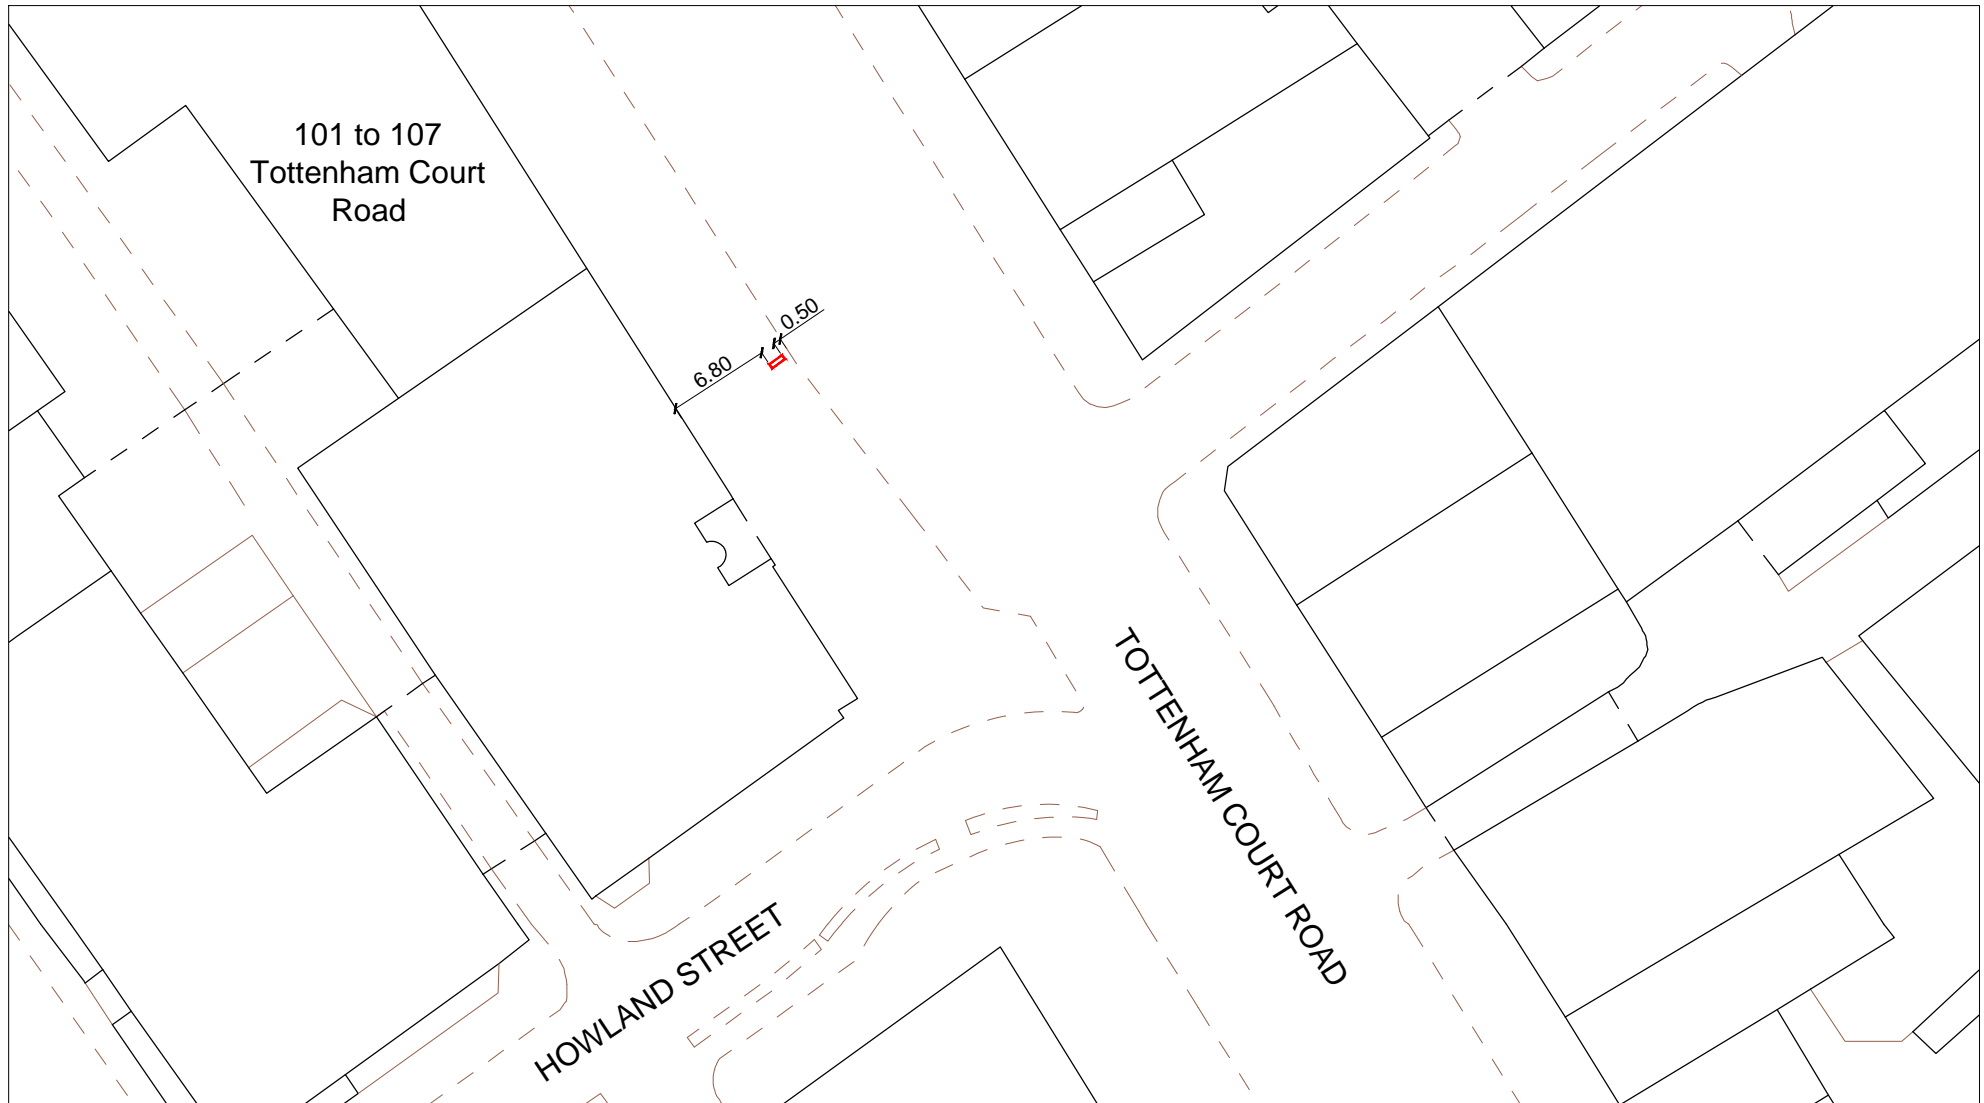 101 to 107
Tottenham Court
Road
0.50
6.80
TOTTENHAM COURT ROAD
HOWLAND STREET